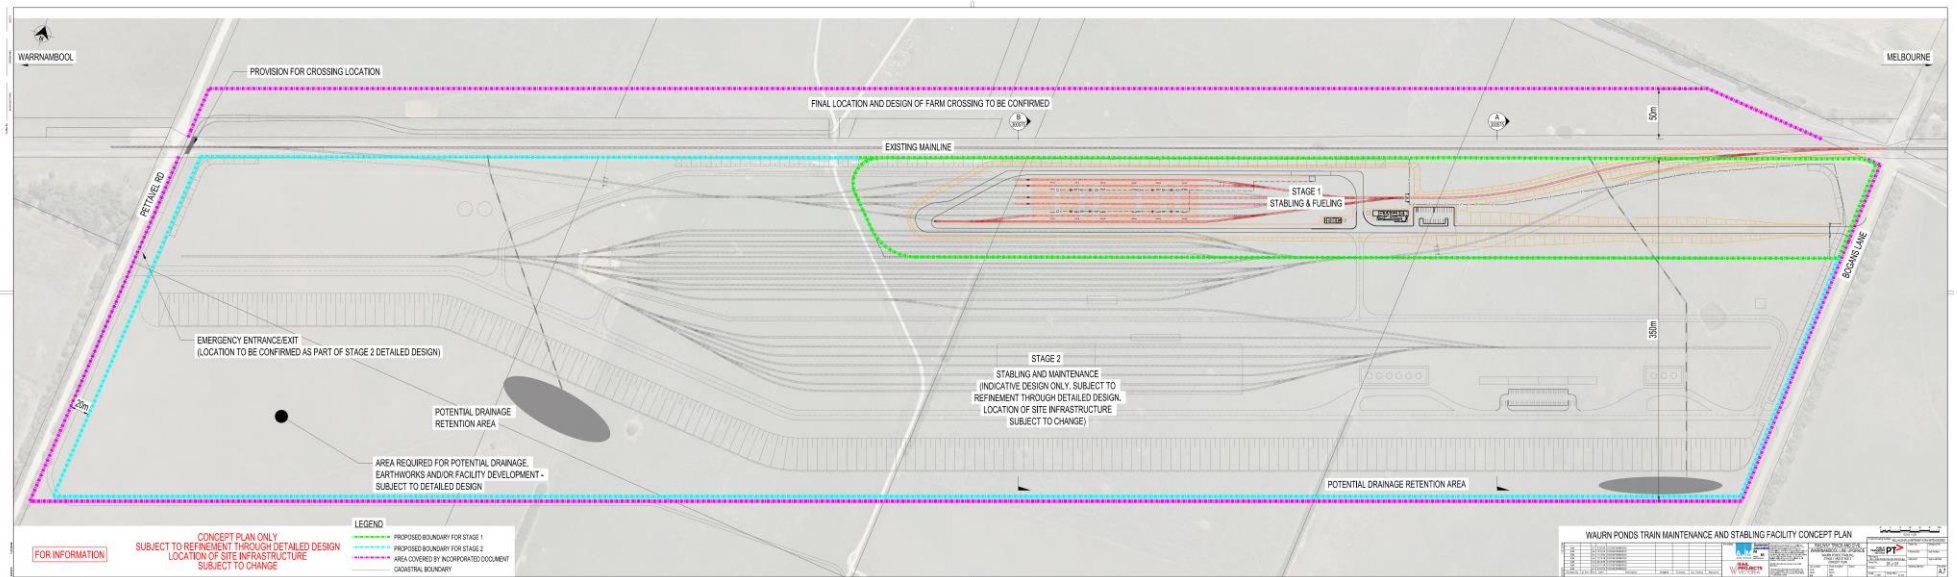 WARRNAMBOOL
MELBOURNE
PROVISION FOR CROSSING LOCATION
FINAL LOCATION AND DESIGN OF FARM CROSSING TO BE CONFIRMED
B
A
50m
EXISTING MAINLINE
PETTAVEL RD
STAGE 1
STABLING & FUELING
BOGANS LANE
EMERGENCY ENTRANCE/EXIT
(LOCATION TO BE CONFIRMED AS PART OF STAGE 2 DETAILED DESIGN)
350m
STAGE 2
STABLING AND MAINTENANCE
(INDICATIVE DESIGN ONLY. SUBJECT TO
REFINEMENT THROUGH DETAILED DESIGN.
LOCATION OF SITE INFRASTRUCTURE
SUBJECT TO CHANGE)
20m
POTENTIAL DRAINAGE
RETENTION AREA
AREA REQUIRED FOR POTENTIAL DRAINAGE,
EARTHWORKS AND/OR FACILITY DEVELOPMENT -
SUBJECT TO DETAILED DESIGN
POTENTIAL DRAINAGE RETENTION AREA
FOR INFORMATION
CONCEPT PLAN ONLY
SUBJECT TO REFINEMENT THROUGH DETAILED DESIGN
LOCATION OF SITE INFRASTRUCTURE
SUBJECT TO CHANGE
LEGEND
PROPOSED BOUNDARY FOR STAGE 1
PROPOSED BOUNDARY FOR STAGE 2
AREA COVERED BY INCORPORATED DOCUMENT
CADASTRAL BOUNDARY
WAURN PONDS TRAIN MAINTENANCE AND STABLING FACILITY CONCEPT PLAN
RAIL
PROJECTS
VICTORIA
PT